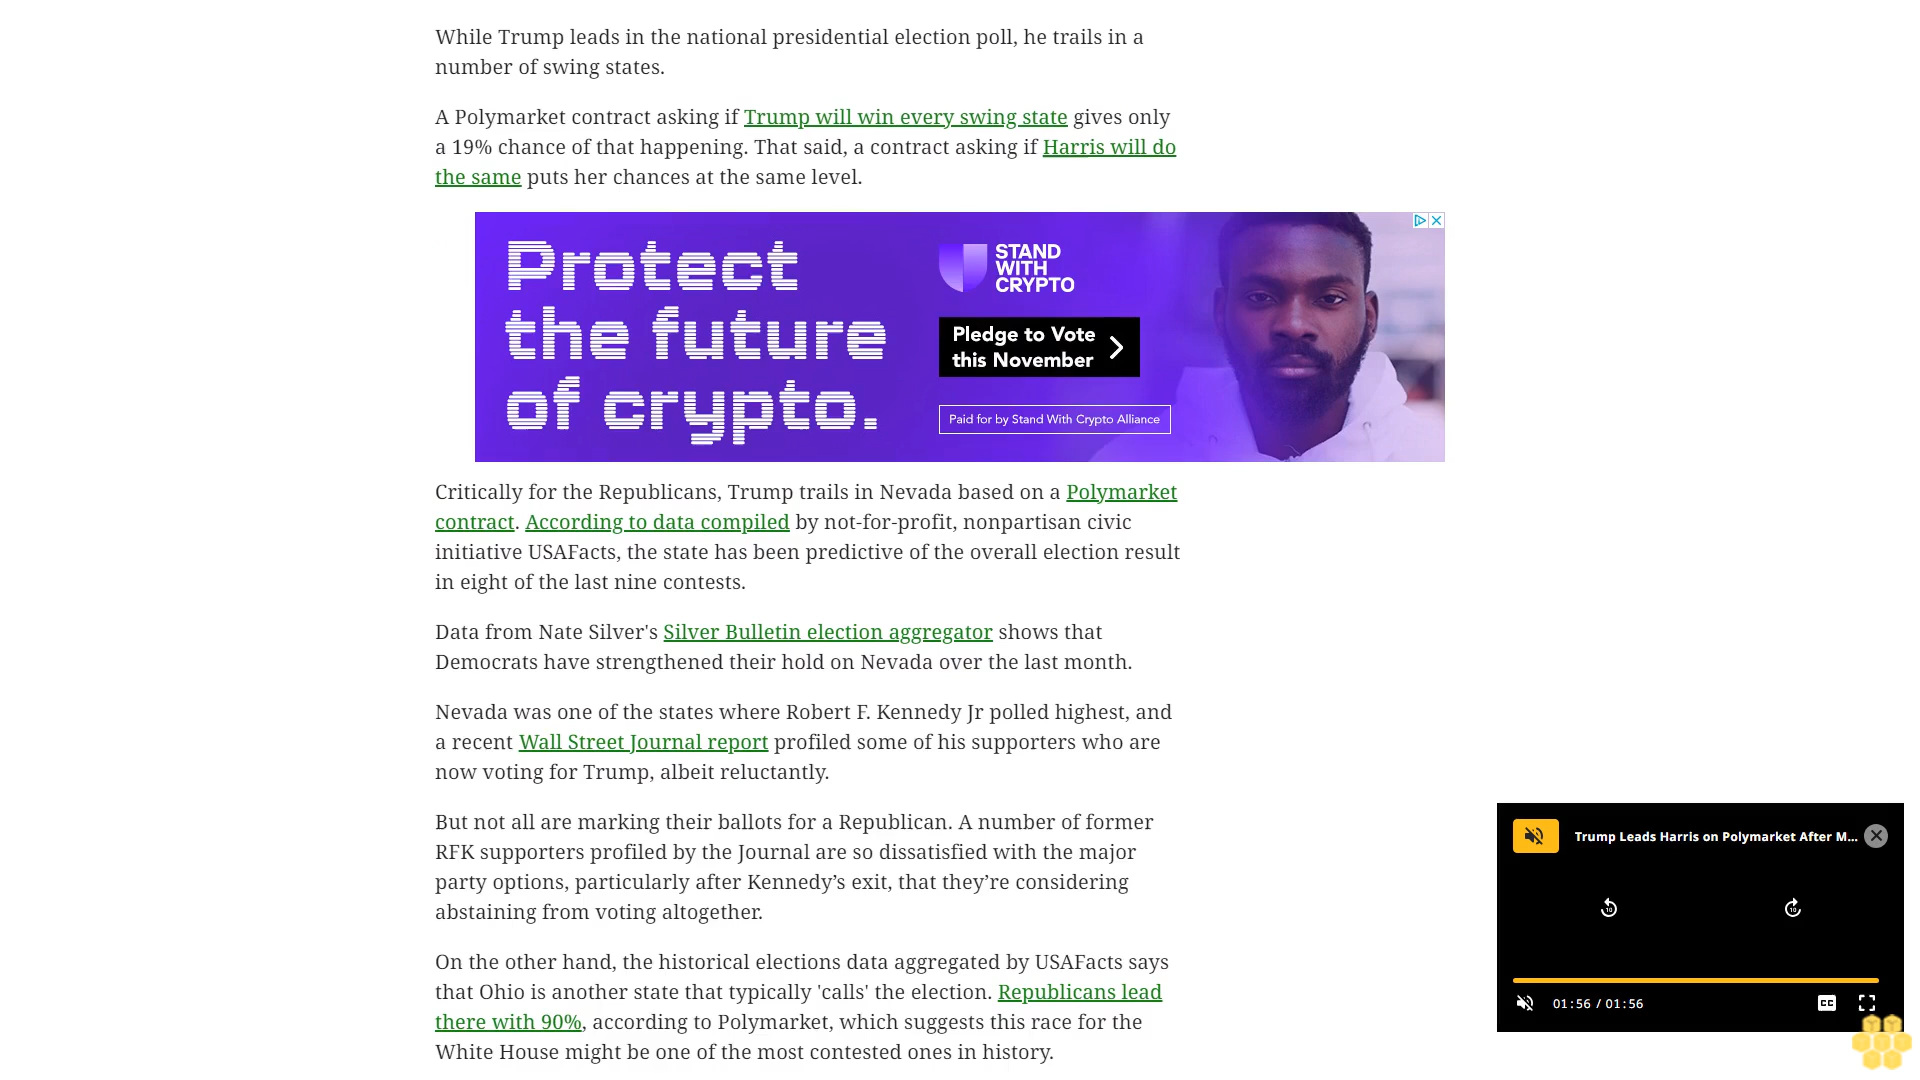 While Trump leads in the national presidential election poll, he trails in a
number of swing states.
A Polymarket contract asking if Trump will win every swing state gives only
a 19% chance of that happening. That said, a contract asking if Harris will do
the same puts her chances at the same level.
Protect
the future
of crypto.
STAND
WITH
CRYPTO
Pledge to Vote
this November
Paid for by Stand With Crypto Alliance
Critically for the Republicans, Trump trails in Nevada based on a Polymarket
contract. According to data compiled by not-for-profit, nonpartisan civic
initiative USAFacts, the state has been predictive of the overall election result
in eight of the last nine contests.
Data from Nate Silver's Silver Bulletin election aggregator shows that
Democrats have strengthened their hold on Nevada over the last month.
Nevada was one of the states where Robert F. Kennedy Jr polled highest, and
a recent Wall Street Journal report profiled some of his supporters who are
now voting for Trump, albeit reluctantly.
But not all are marking their ballots for a Republican. A number of former
RFK supporters profiled by the Journal are so dissatisfied with the major
party options, particularly after Kennedy’s exit, that they’re considering
abstaining from voting altogether.
On the other hand, the historical elections data aggregated by USAFacts says
that Ohio is another state that typically 'calls' the election. Republicans lead
there with 90%, according to Polymarket, which suggests this race for the
White House might be one of the most contested ones in history.
Trump Leads Harris on Polymarket After M...
10
10
01:56 / 01:56
CC